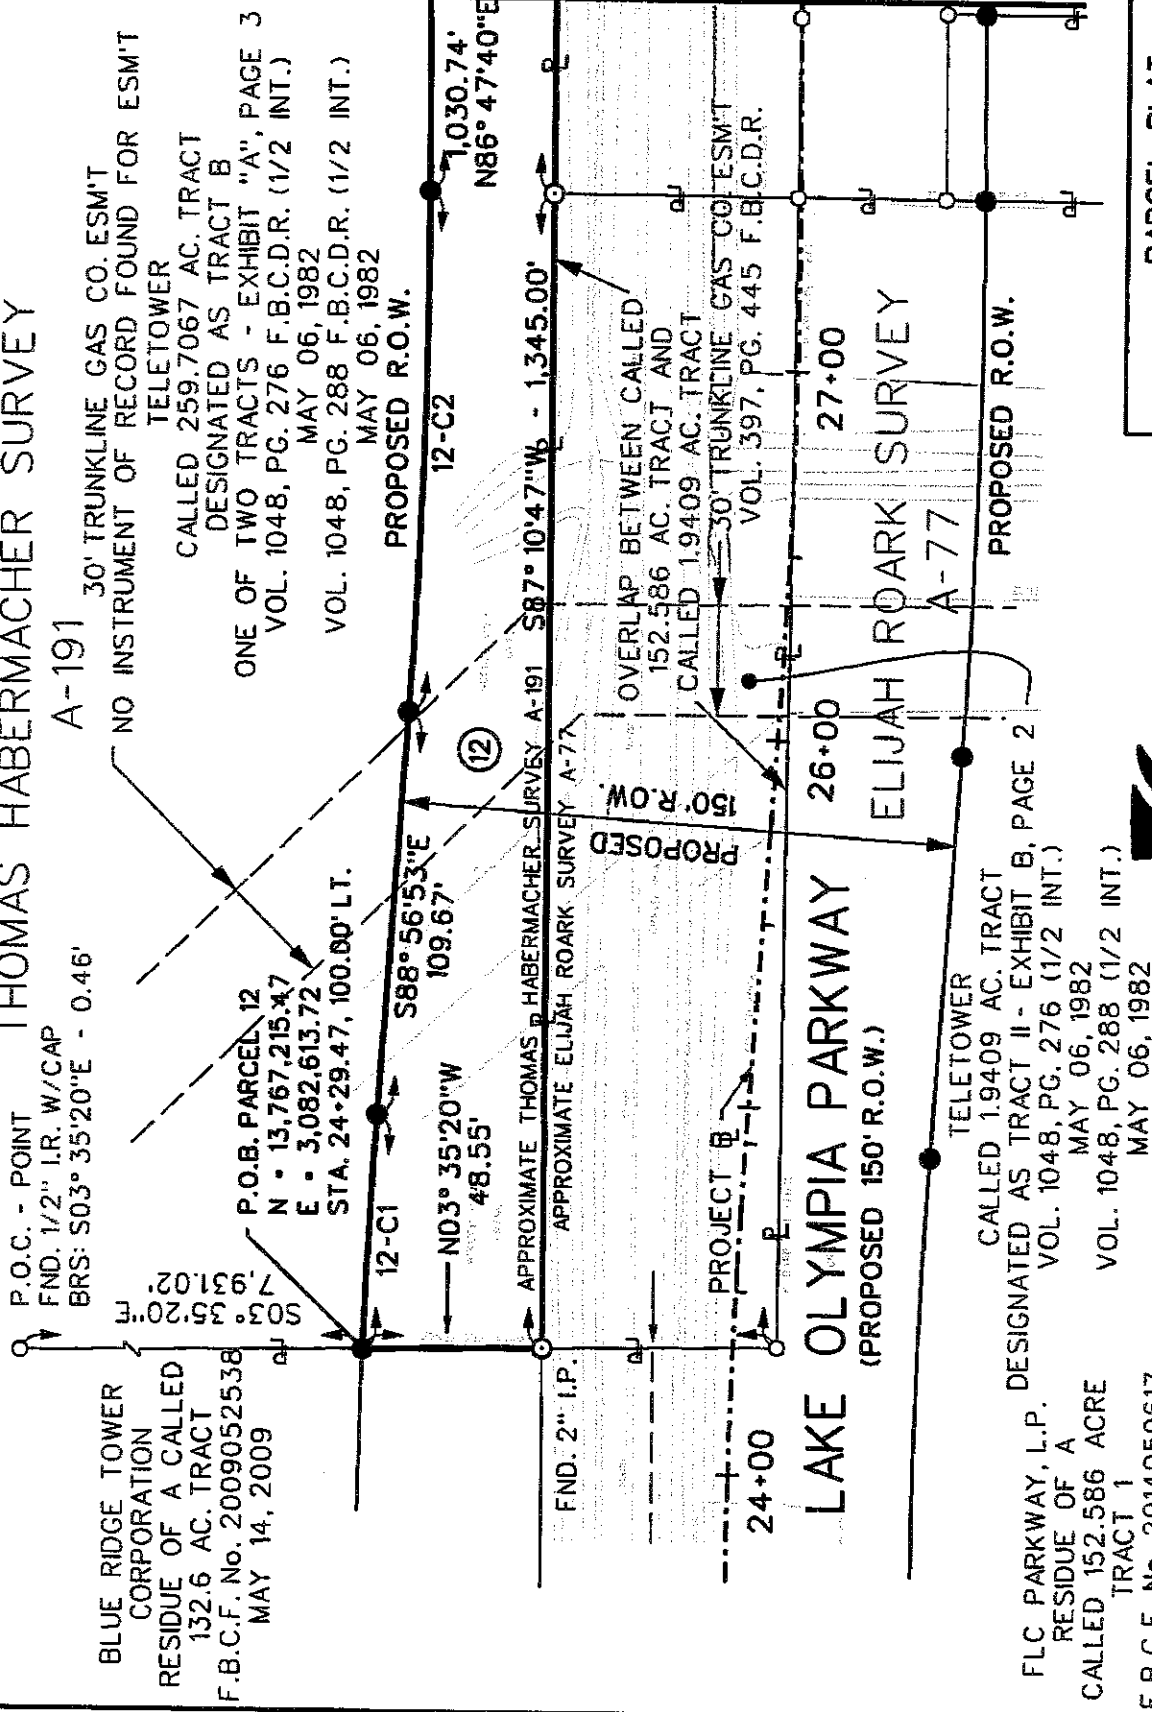 THOMAS HABERMACHER SURVEY
A-191
P.O.C. - POINT
FND. 1/2" I.R. W/CAP
BRS: S03°35'20"E - 0.46'
S03°35'20"E
7,931.02'
BLUE RIDGE TOWER
CORPORATION
RESIDUE OF A CALLED
132.6 AC. TRACT
F.B.C.F. No. 2009052538
MAY 14, 2009
P.O.B. PARCEL 12
N = 13,767,215.47
E = 3,082,613.72
STA. 24+29.47, 100.00' LT.
30' TRUNKLINE GAS CO. ESM'T
NO INSTRUMENT OF RECORD FOUND FOR ESM'T
TELETOWER
CALLED 259.7067 AC. TRACT
DESIGNATED AS TRACT B
ONE OF TWO TRACTS - EXHIBIT "A", PAGE 3
VOL. 1048, PG. 276 F.B.C.D.R. (1/2 INT.)
MAY 06, 1982
VOL. 1048, PG. 288 F.B.C.D.R. (1/2 INT.)
MAY 06, 1982
PROPOSED R.O.W.
12-C1
S88°56'53"E
109.67'
12-C2
1,030.74'
N86°47'40"E
N03°35'20"W
48.55'
12
APPROXIMATE THOMAS HABERMACHER SURVEY A-191
S87°10'47"W - 1,345.00'
APPROXIMATE ELIJAH ROARK SURVEY A-77
FND. 2" I.P.
PROPOSED
150' R.O.W.
OVERLAP BETWEEN CALLED
152.586 AC. TRACT AND
CALLED 1.9409 AC. TRACT
30' TRUNKLINE GAS CO. ESM'T
VOL. 397, PG. 445 F.B.C.D.R.
PROJECT
24+00
26+00
27+00
LAKE OLYMPIA PARKWAY
(PROPOSED 150' R.O.W.)
ELIJAH ROARK SURVEY
A-77
PROPOSED R.O.W.
TELETOWER
CALLED 1.9409 AC. TRACT
DESIGNATED AS TRACT II - EXHIBIT B, PAGE 2
VOL. 1048, PG. 276 (1/2 INT.)
MAY 06, 1982
VOL. 1048, PG. 288 (1/2 INT.)
MAY 06, 1982
FLC PARKWAY, L.P.
RESIDUE OF A
CALLED 152.586 ACRE
TRACT 1
F.B.C.F. No.
PARCEL PLAT